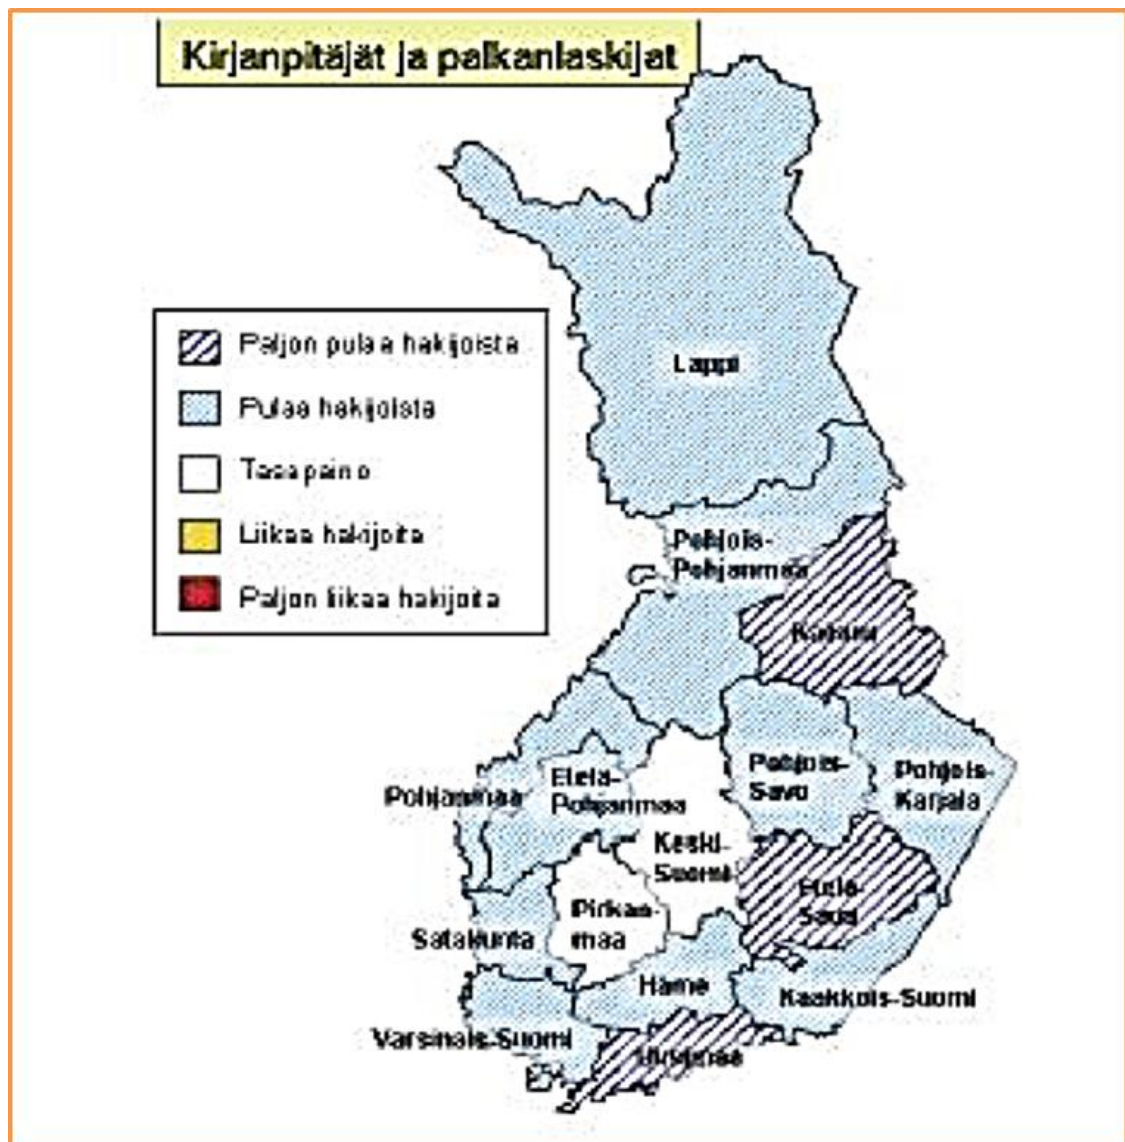 Kirjanpitäjät ja palkanlaskijat
Paljon pulaa hakijoista
Pulaa hakijoista
Tasapaino
Liikaa hakijoita
Paljon liikaa hakijoita
Lappi
Pohjois-
Pohjanmaa
Kainuu
Pohjanmaa
Etelä-
Pohjanmaa
Pohjois-
Savo
Pohjois-
Karjala
Keski-
Suomi
Etelä-
Savo
Pirkan-
maa
Satakunta
Häme
Kaakkois-Suomi
Varsinais-Suomi
Uusimaa